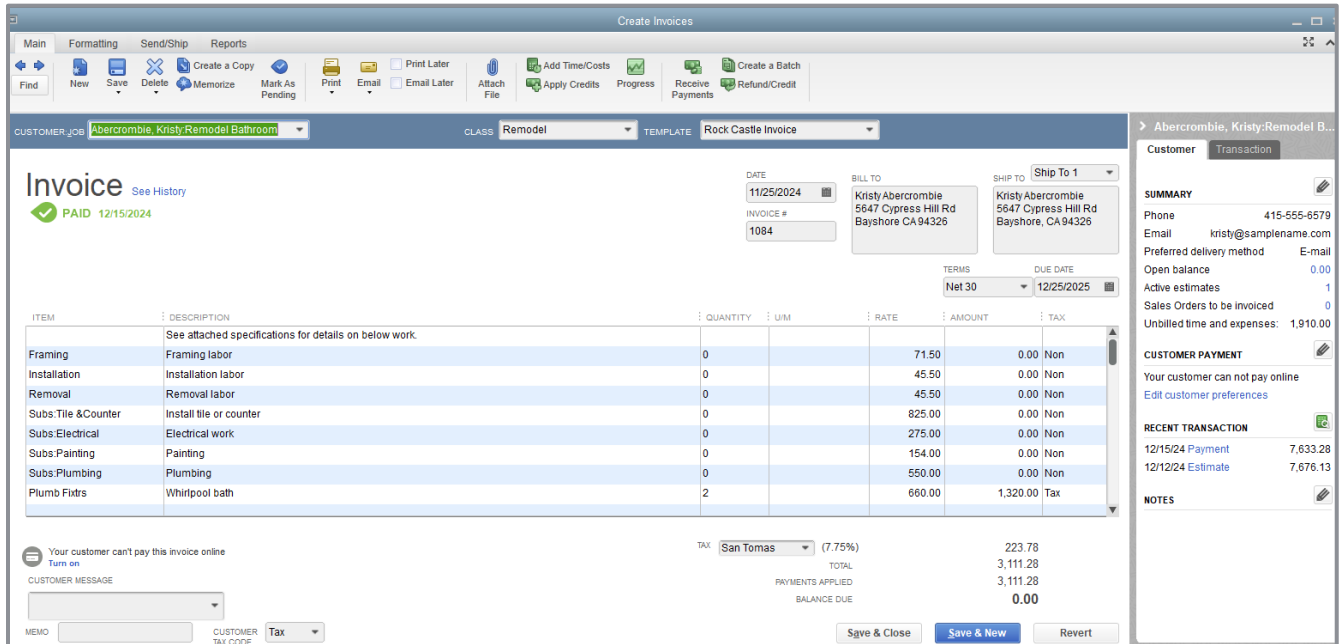 Create Invoices
Main Formatting Send/Ship Reports
Find New Save Delete Create a Copy Memorize Mark As Pending Print Email Print Later Email Later Attach File Add Time/Costs Apply Credits Progress Receive Payments Create a Batch Refund/Credit
CUSTOMER:JOB Abercrombie, Kristy:Remodel Bathroom CLASS Remodel TEMPLATE Rock Castle Invoice
Invoice See History
PAID 12/15/2024
DATE
11/25/2024
INVOICE #
1084
BILL TO
Kristy Abercrombie
5647 Cypress Hill Rd
Bayshore CA 94326
SHIP TO Ship To 1
Kristy Abercrombie
5647 Cypress Hill Rd
Bayshore, CA 94326
TERMS DUE DATE
Net 30 12/25/2025
ITEM DESCRIPTION QUANTITY U/M RATE AMOUNT TAX
See attached specifications for details on below work.
Framing Framing labor 0 71.50 0.00 Non
Installation Installation labor 0 45.50 0.00 Non
Removal Removal labor 0 45.50 0.00 Non
Subs:Tile &Counter Install tile or counter 0 825.00 0.00 Non
Subs:Electrical Electrical work 0 275.00 0.00 Non
Subs:Painting Painting 0 154.00 0.00 Non
Subs:Plumbing Plumbing 0 550.00 0.00 Non
Plumb Fixtrs Whirlpool bath 2 660.00 1,320.00 Tax
Your customer can't pay this invoice online
Turn on
CUSTOMER MESSAGE
MEMO CUSTOMER TAX CODE Tax
TAX San Tomas (7.75%) 223.78
TOTAL 3,111.28
PAYMENTS APPLIED 3,111.28
BALANCE DUE 0.00
Save & Close Save & New Revert
Abercrombie, Kristy:Remodel B...
Customer Transaction
SUMMARY
Phone 415-555-6579
Email kristy@samplename.com
Preferred delivery method E-mail
Open balance 0.00
Active estimates 1
Sales Orders to be invoiced 0
Unbilled time and expenses: 1,910.00
CUSTOMER PAYMENT
Your customer can not pay online
Edit customer preferences
RECENT TRANSACTION
12/15/24 Payment 7,633.28
12/12/24 Estimate 7,676.13
NOTES